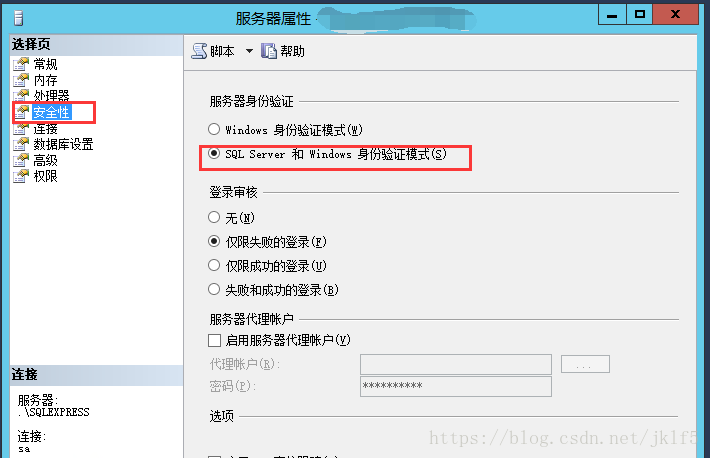 服务器属性 -
选择页
常规
内存
处理器
安全性
连接
数据库设置
高级
权限
脚本 帮助
服务器身份验证
Windows 身份验证模式(W)
SQL Server 和 Windows 身份验证模式(S)
登录审核
无(N)
仅限失败的登录(F)
仅限成功的登录(U)
失败和成功的登录(B)
服务器代理帐户
启用服务器代理帐户(Y)
代理帐户(R):
...
密码(P):
**********
选项
连接
服务器:
.\SQLEXPRESS
连接:
sa
https://blog.csdn.net/jklf5